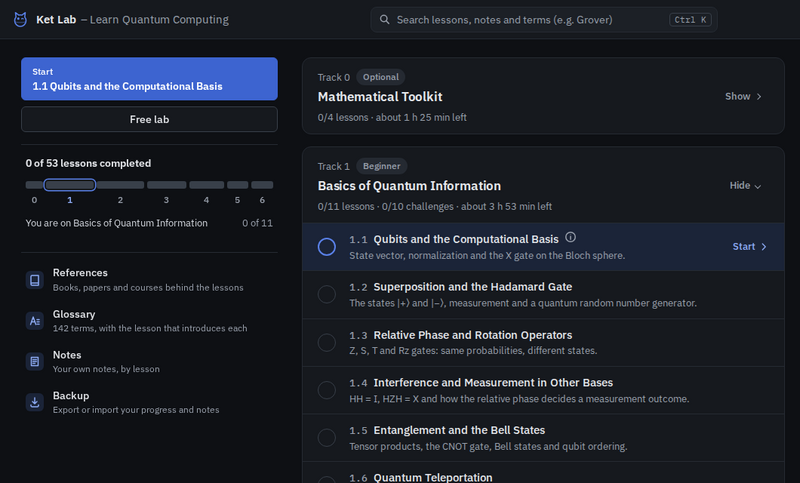 Ket Lab – Learn Quantum Computing
Search lessons, notes and terms (e.g. Grover)
Ctrl K
Start
1.1 Qubits and the Computational Basis
Free lab
0 of 53 lessons completed
0 1 2 3 4 5 6
You are on Basics of Quantum Information 0 of 11
References
Books, papers and courses behind the lessons
Glossary
142 terms, with the lesson that introduces each
Notes
Your own notes, by lesson
Backup
Export or import your progress and notes
Track 0 Optional
Mathematical Toolkit
0/4 lessons · about 1 h 25 min left
Show
Track 1 Beginner
Basics of Quantum Information
0/11 lessons · 0/10 challenges · about 3 h 53 min left
Hide
1.1 Qubits and the Computational Basis
State vector, normalization and the X gate on the Bloch sphere.
Start
1.2 Superposition and the Hadamard Gate
The states |+⟩ and |−⟩, measurement and a quantum random number generator.
1.3 Relative Phase and Rotation Operators
Z, S, T and Rz gates: same probabilities, different states.
1.4 Interference and Measurement in Other Bases
HH = I, HZH = X and how the relative phase decides a measurement outcome.
1.5 Entanglement and the Bell States
Tensor products, the CNOT gate, Bell states and qubit ordering.
1.6 Quantum Teleportation